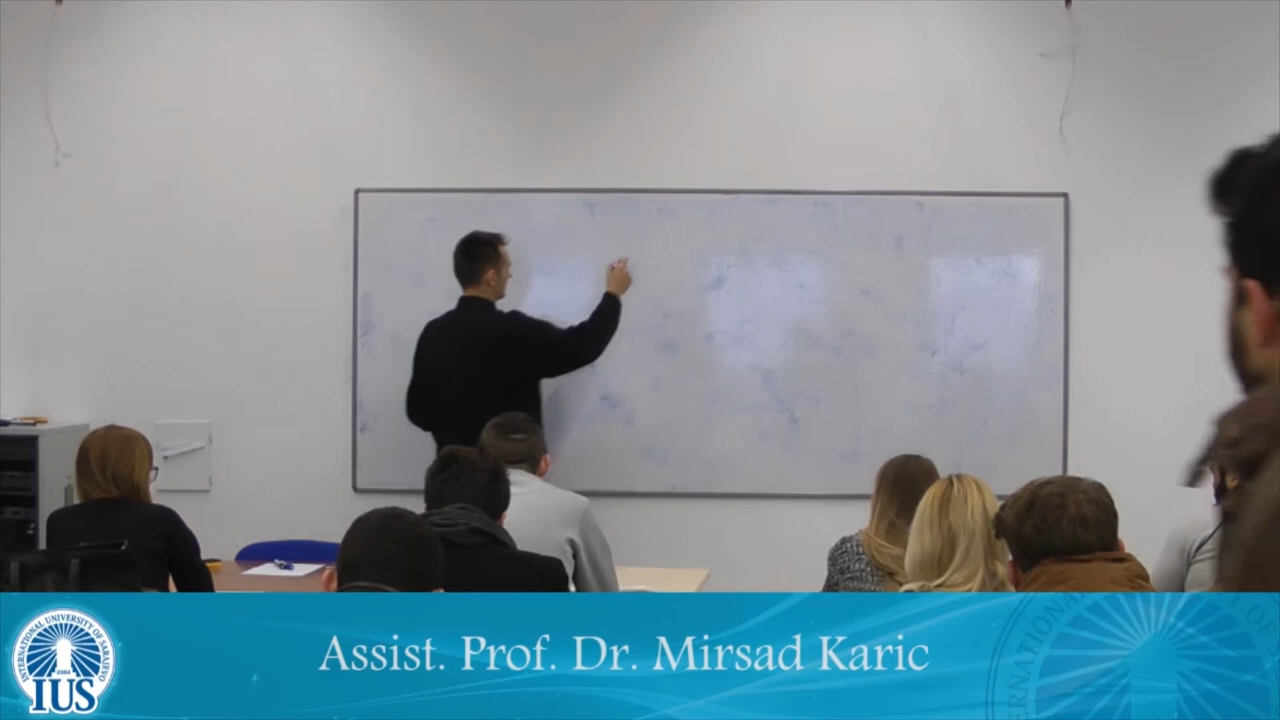 Assist. Prof. Dr. Mirsad Karic
INTERNATIONAL UNIVERSITY OF SARAJEVO
2004
IUS